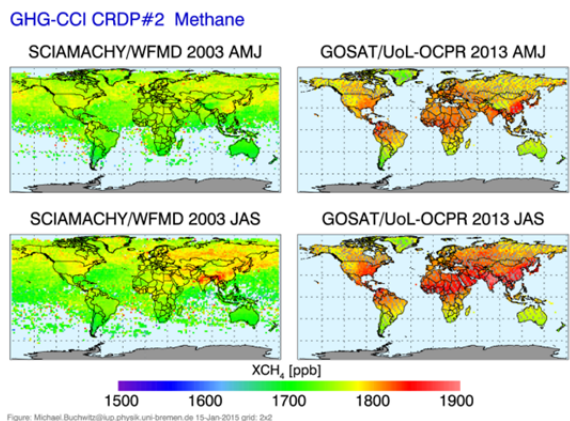 GHG-CCI CRDP#2 Methane
SCIAMACHY/WFMD 2003 AMJ
GOSAT/UoL-OCPR 2013 AMJ
SCIAMACHY/WFMD 2003 JAS
GOSAT/UoL-OCPR 2013 JAS
XCH₄ [ppb]
1500 1600 1700 1800 1900
Figure: Michael.Buchwitz@iup.physik.uni-bremen.de 15-Jan-2015 grid: 2x2